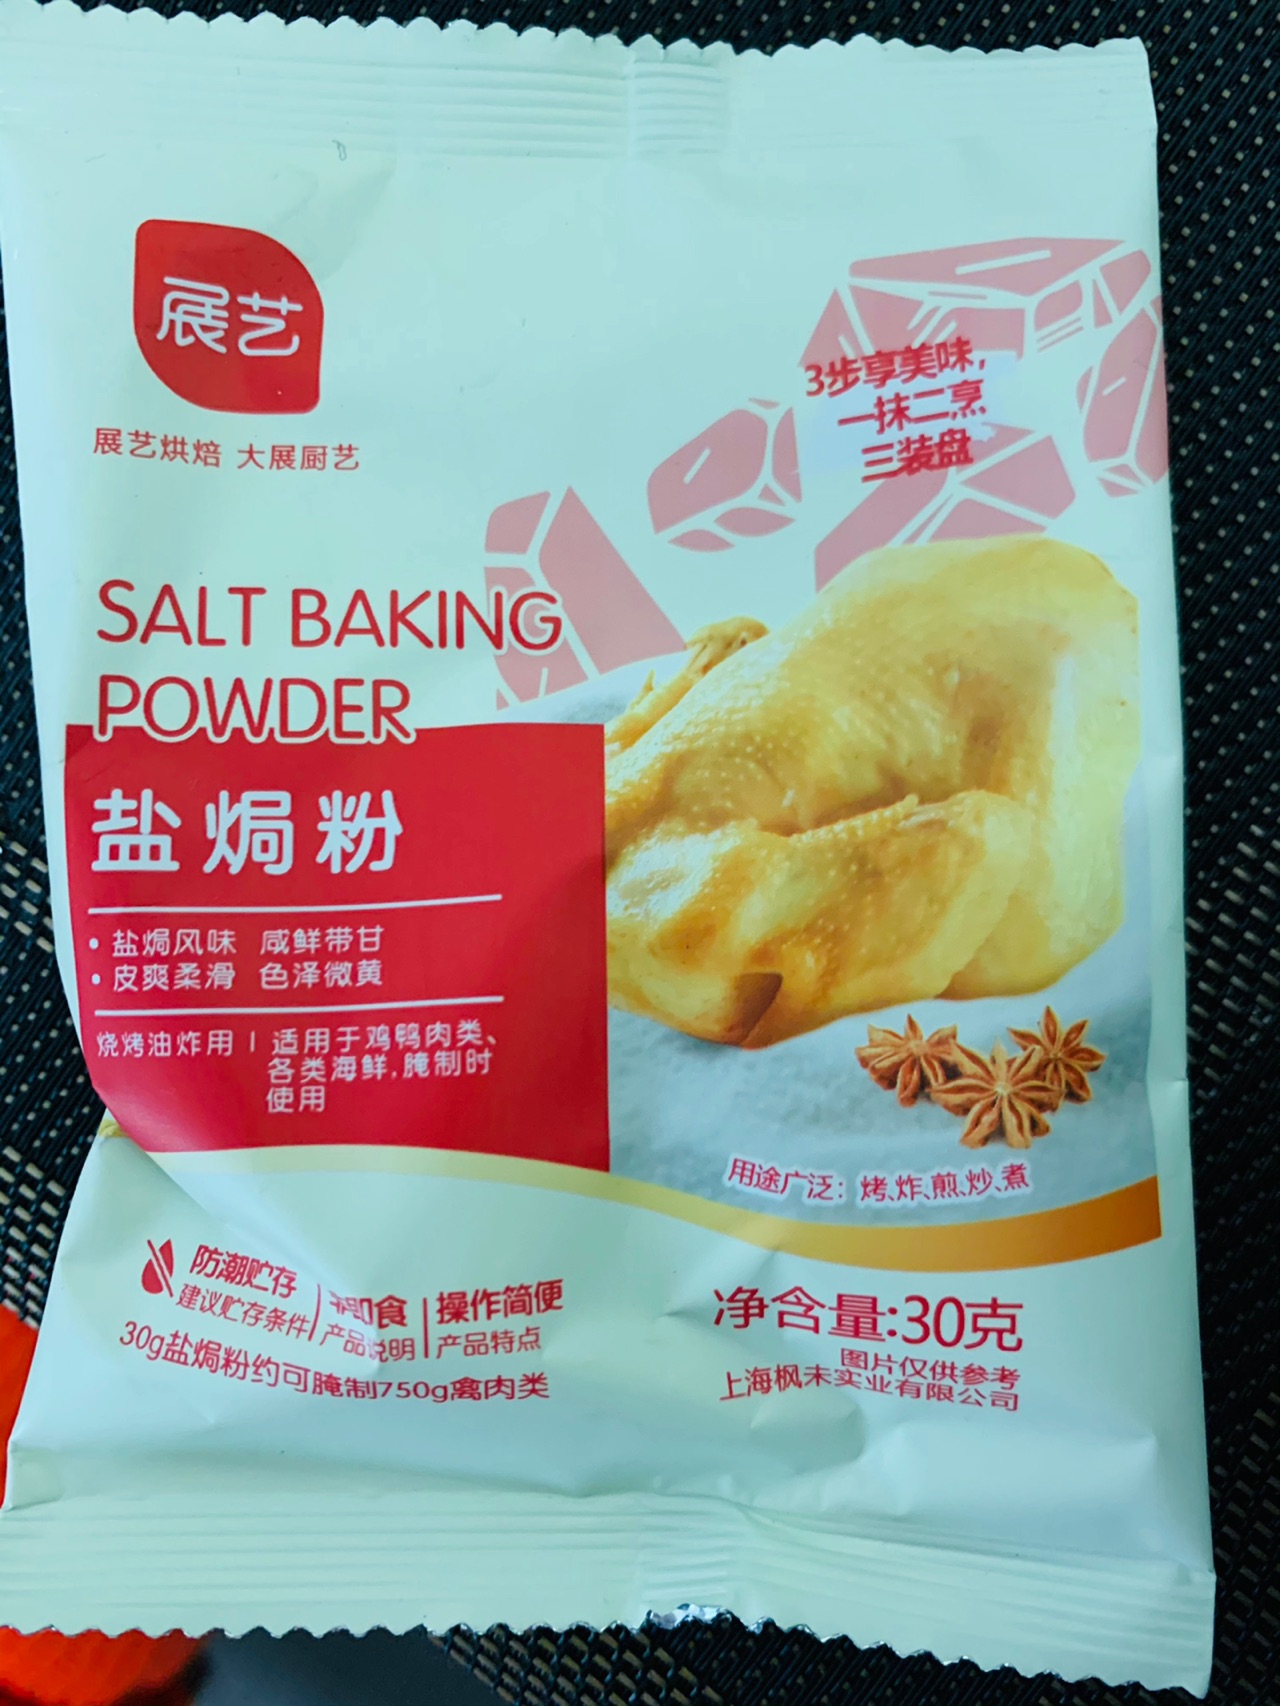 展艺
展艺烘焙 大展厨艺
3步享美味,
一抹二烹
三装盘
SALT BAKING
POWDER
盐焗粉
• 盐焗风味 咸鲜带甘
• 皮爽柔滑 色泽微黄
烧烤油炸用 | 适用于鸡鸭肉类、
各类海鲜,腌制时
使用
用途广泛：烤、炸、煎、炒、煮
防潮贮存
建议贮存条件
即食
产品说明
操作简便
产品特点
30g盐焗粉约可腌制750g禽肉类
净含量:30克
图片仅供参考
上海枫未实业有限公司